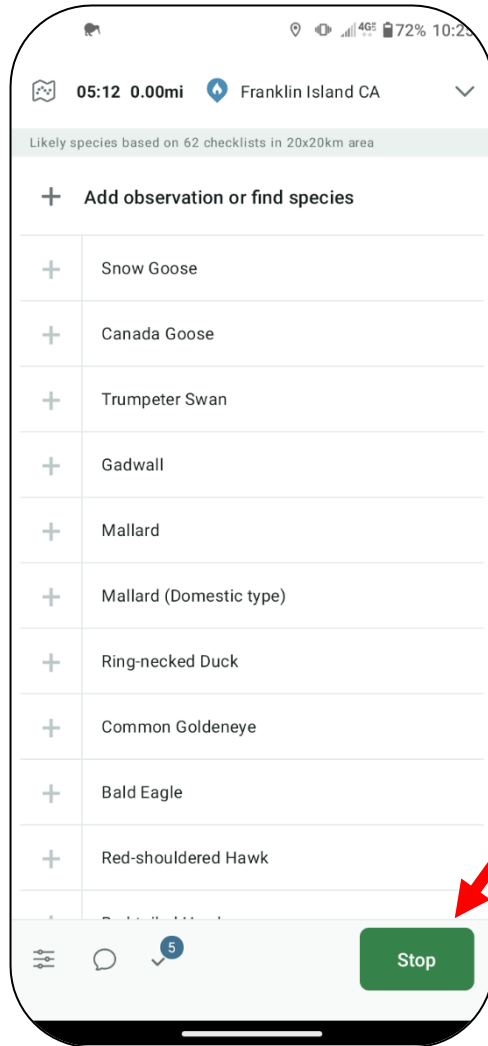 4G 72% 10:25
05:12 0.00mi Franklin Island CA
Likely species based on 62 checklists in 20x20km area
+ Add observation or find species
+ Snow Goose
+ Canada Goose
+ Trumpeter Swan
+ Gadwall
+ Mallard
+ Mallard (Domestic type)
+ Ring-necked Duck
+ Common Goldeneye
+ Bald Eagle
+ Red-shouldered Hawk
5
Stop